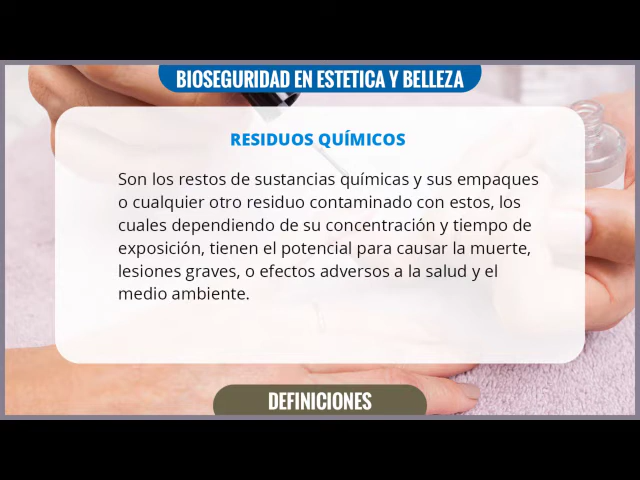 BIOSEGURIDAD EN ESTETICA Y BELLEZA
RESIDUOS QUÍMICOS
Son los restos de sustancias químicas y sus empaques
o cualquier otro residuo contaminado con estos, los
cuales dependiendo de su concentración y tiempo de
exposición, tienen el potencial para causar la muerte,
lesiones graves, o efectos adversos a la salud y el
medio ambiente.
DEFINICIONES